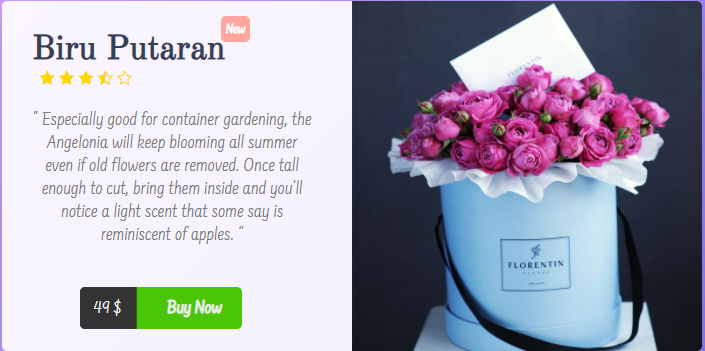 Biru Putaran
New
" Especially good for container gardening, the
Angelonia will keep blooming all summer
even if old flowers are removed. Once tall
enough to cut, bring them inside and you'll
notice a light scent that some say is
reminiscent of apples. "
49 $
Buy Now
FLORENTIN